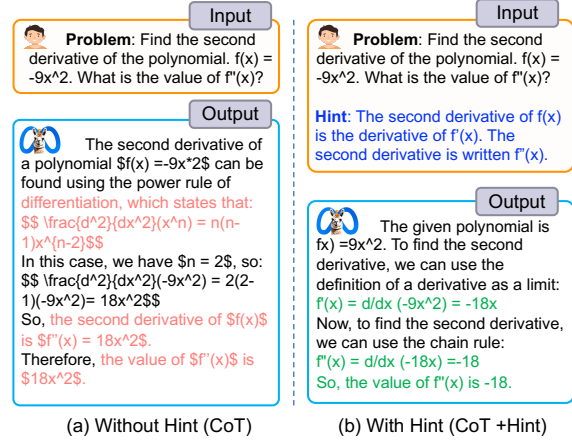 Input
Problem: Find the second
derivative of the polynomial. f(x) =
-9x^2. What is the value of f"(x)?
Output
The second derivative of
a polynomial $f(x) =-9x*2$ can be
found using the power rule of
differentiation, which states that:
$$ \frac{d^2}{dx^2}(x^n) = n(n-
1)x^{n-2}$$
In this case, we have $n = 2$, so:
$$ \frac{d^2}{dx^2}(-9x^2) = 2(2-
1)(-9x^2)= 18x^2$$
So, the second derivative of $f(x)$
is $f"(x) = 18x^2$.
Therefore, the value of $f"(x)$ is
$18x^2$.
(a) Without Hint (CoT)
Input
Problem: Find the second
derivative of the polynomial. f(x) =
-9x^2. What is the value of f"(x)?
Hint: The second derivative of f(x)
is the derivative of f'(x). The
second derivative is written f"(x).
Output
The given polynomial is
fx) =9x^2. To find the second
derivative, we can use the
definition of a derivative as a limit:
f'(x) = d/dx (-9x^2) = -18x
Now, to find the second derivative,
we can use the chain rule:
f"(x) = d/dx (-18x) =-18
So, the value of f"(x) is -18.
(b) With Hint (CoT +Hint)